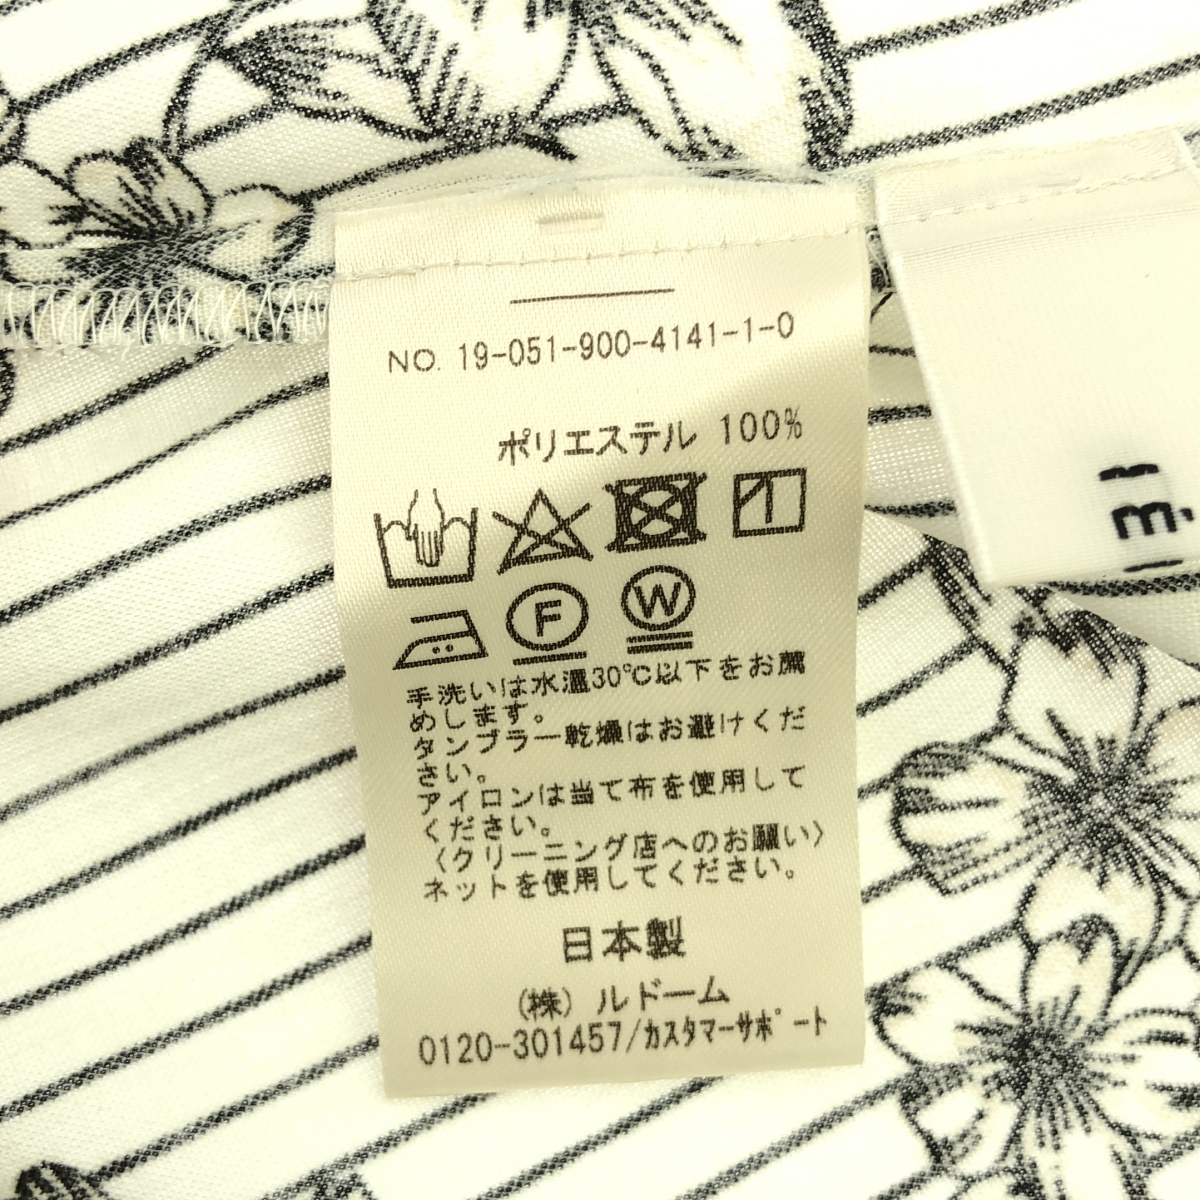 NO. 19-051-900-4141-1-0
ポリエステル 100%
F W
手洗いは水温30℃以下をお薦
めします。
タンブラー乾燥はお避けくだ
さい。
アイロンは当て布を使用して
ください。
〈クリーニング店へのお願い〉
ネットを使用してください。
日本製
(株) ルドーム
0120-301457/カスタマーサポート